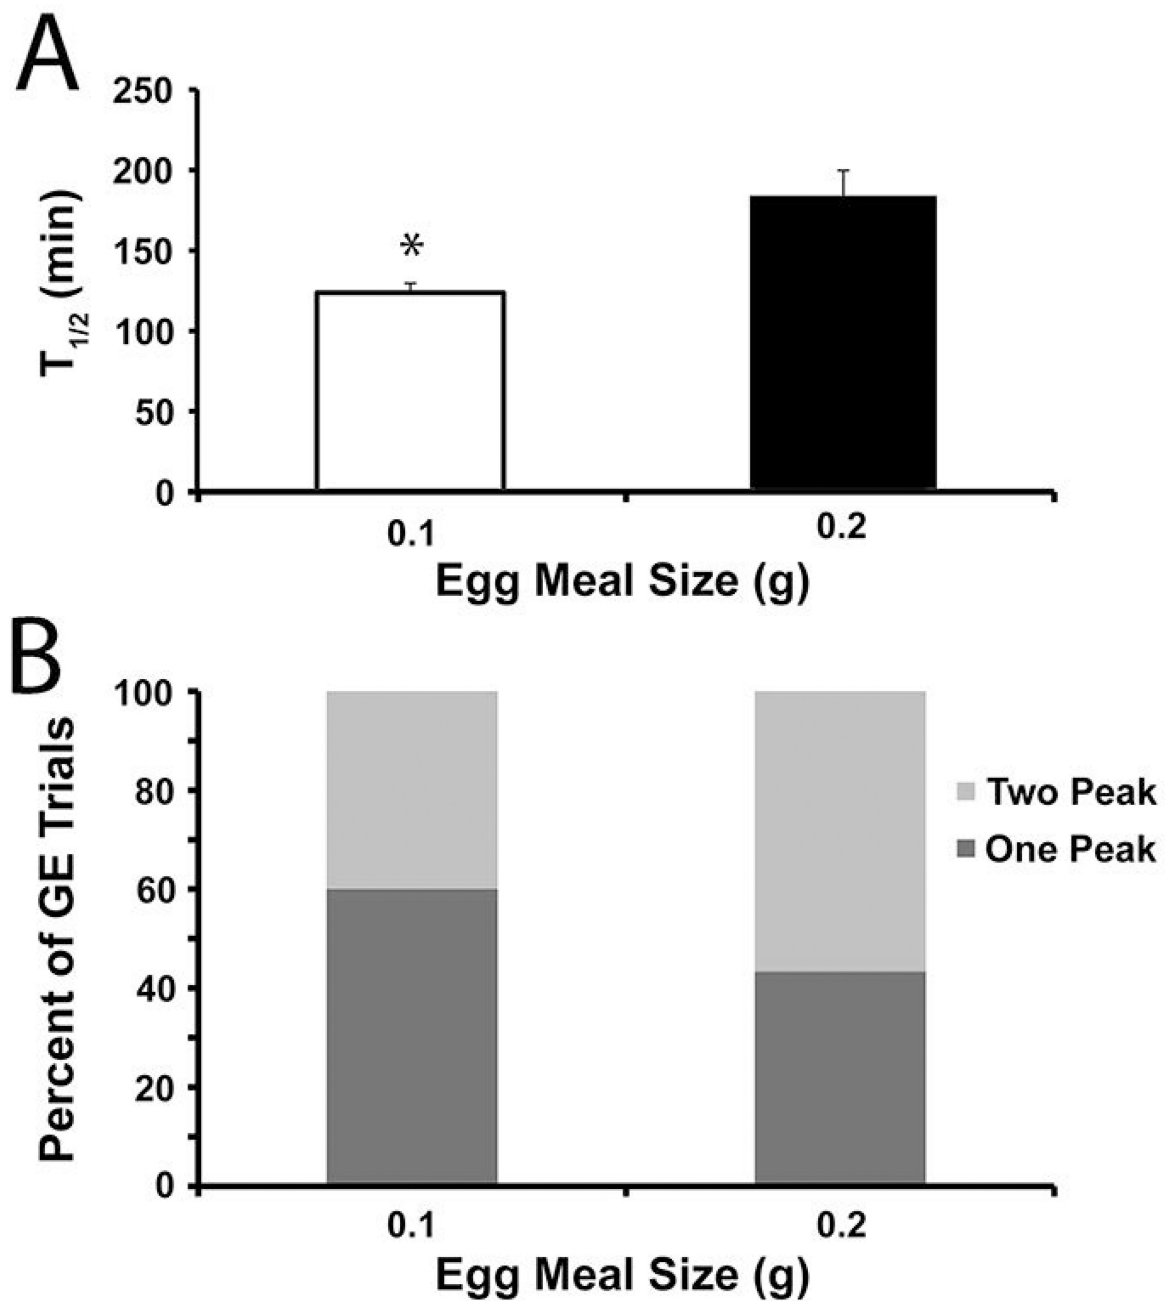 A
250
200
150
100
50
0
T1/2 (min)
*
0.1 0.2
Egg Meal Size (g)
B
100
80
60
40
20
0
Percent of GE Trials
Two Peak
One Peak
0.1 0.2
Egg Meal Size (g)